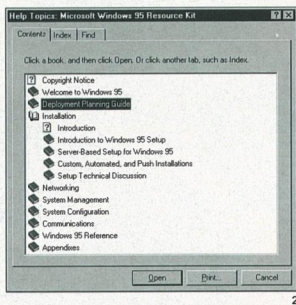 Help Topics: Microsoft Windows 95 Resource Kit
Contents Index Find
Click a book, and then click Open. Or click another tab, such as Index.
Copyright Notice
Welcome to Windows 95
Deployment Planning Guide
Installation
Introduction
Introduction to Windows 95 Setup
Server-Based Setup for Windows 95
Custom, Automated, and Push Installations
Setup Technical Discussion
Networking
System Management
System Configuration
Communications
Windows 95 Reference
Appendixes
Open Print... Cancel
2